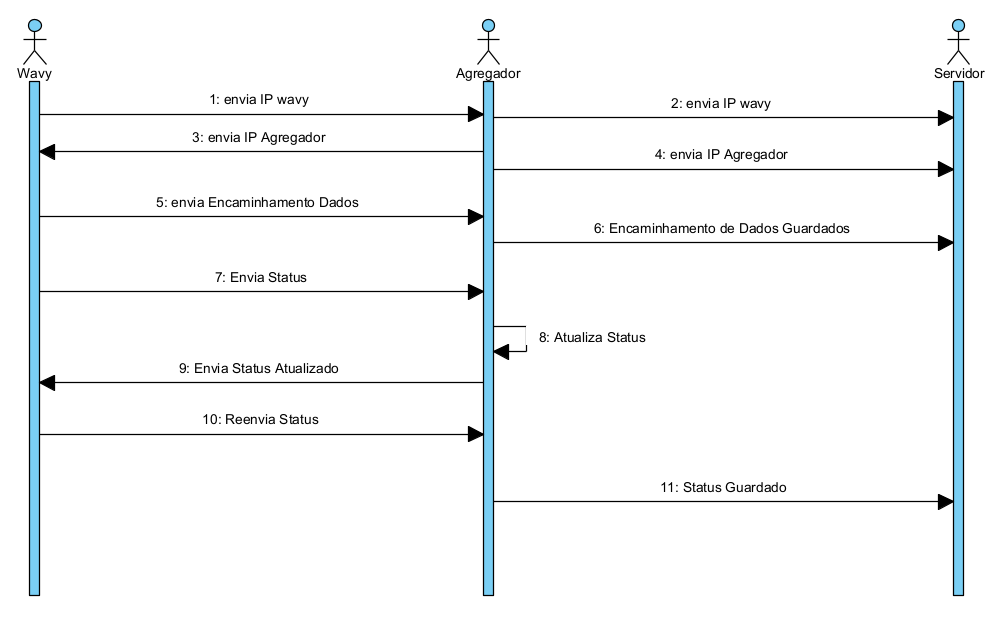 Wavy
Agregador
Servidor
1: envia IP wavy
2: envia IP wavy
3: envia IP Agregador
4: envia IP Agregador
5: envia Encaminhamento Dados
6: Encaminhamento de Dados Guardados
7: Envia Status
8: Atualiza Status
9: Envia Status Atualizado
10: Reenvia Status
11: Status Guardado